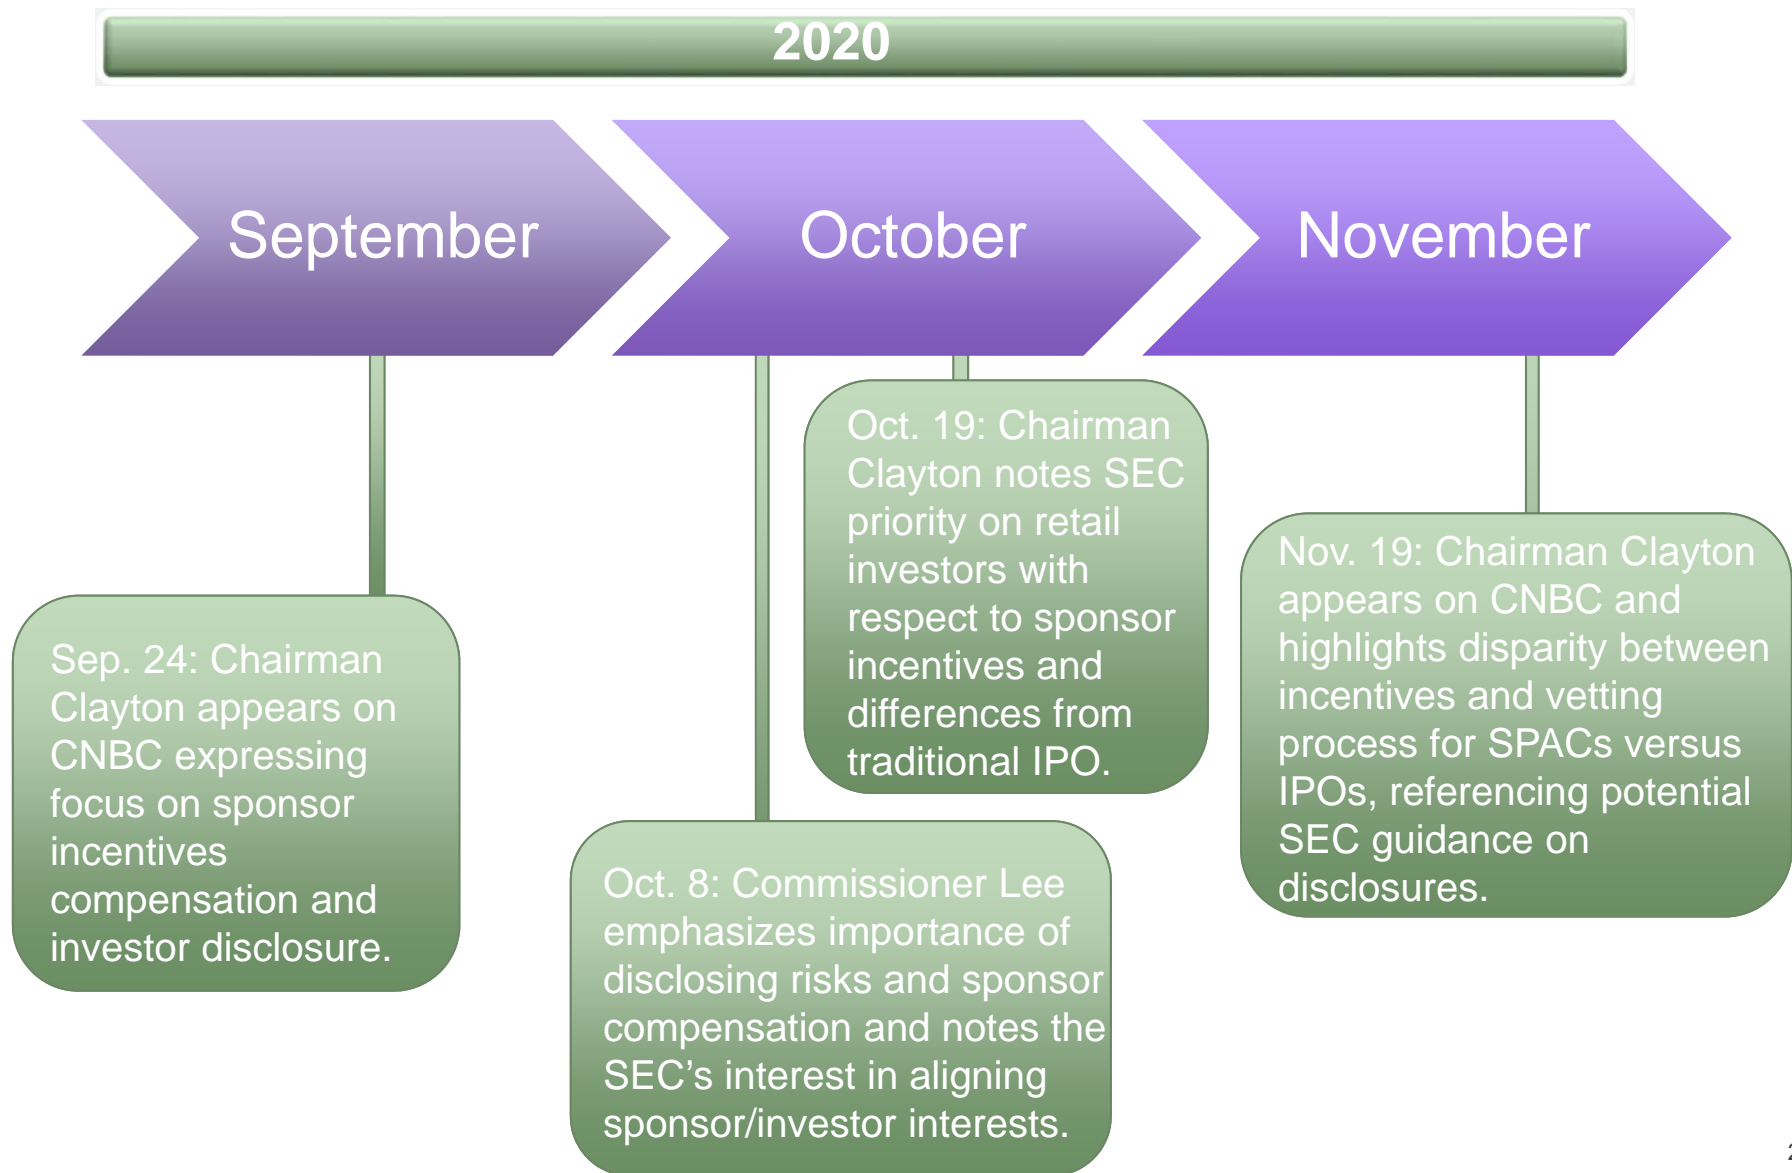 2020
September
October
November
Sep. 24: Chairman
Clayton appears on
CNBC expressing
focus on sponsor
incentives
compensation and
investor disclosure.
Oct. 8: Commissioner Lee
emphasizes importance of
disclosing risks and sponsor
compensation and notes the
SEC’s interest in aligning
sponsor/investor interests.
Oct. 19: Chairman
Clayton notes SEC
priority on retail
investors with
respect to sponsor
incentives and
differences from
traditional IPO.
Nov. 19: Chairman Clayton
appears on CNBC and
highlights disparity between
incentives and vetting
process for SPACs versus
IPOs, referencing potential
SEC guidance on
disclosures.